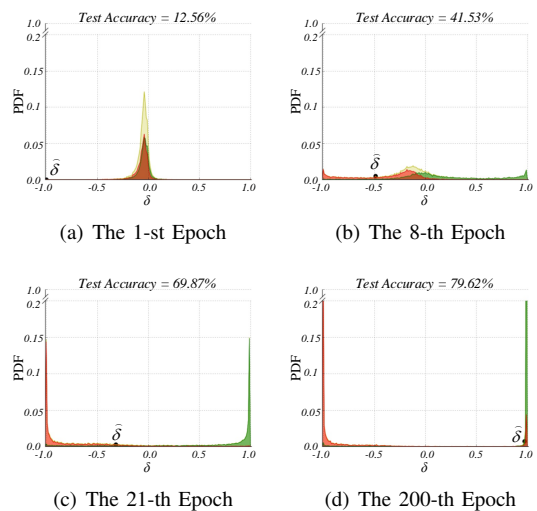 Test Accuracy = 12.56%
1.0
0.2
0.15
0.1
0.05
0.0
PDF
δ̂
-1.0 -0.5 0.0 0.5 1.0
δ
(a) The 1-st Epoch
Test Accuracy = 41.53%
1.0
0.2
0.15
0.1
0.05
0.0
PDF
δ̂
-1.0 -0.5 0.0 0.5 1.0
δ
(b) The 8-th Epoch
Test Accuracy = 69.87%
1.0
0.2
0.15
0.1
0.05
0.0
PDF
δ̂
-1.0 -0.5 0.0 0.5 1.0
δ
(c) The 21-th Epoch
Test Accuracy = 79.62%
1.0
0.2
0.15
0.1
0.05
0.0
PDF
δ̂
-1.0 -0.5 0.0 0.5 1.0
δ
(d) The 200-th Epoch